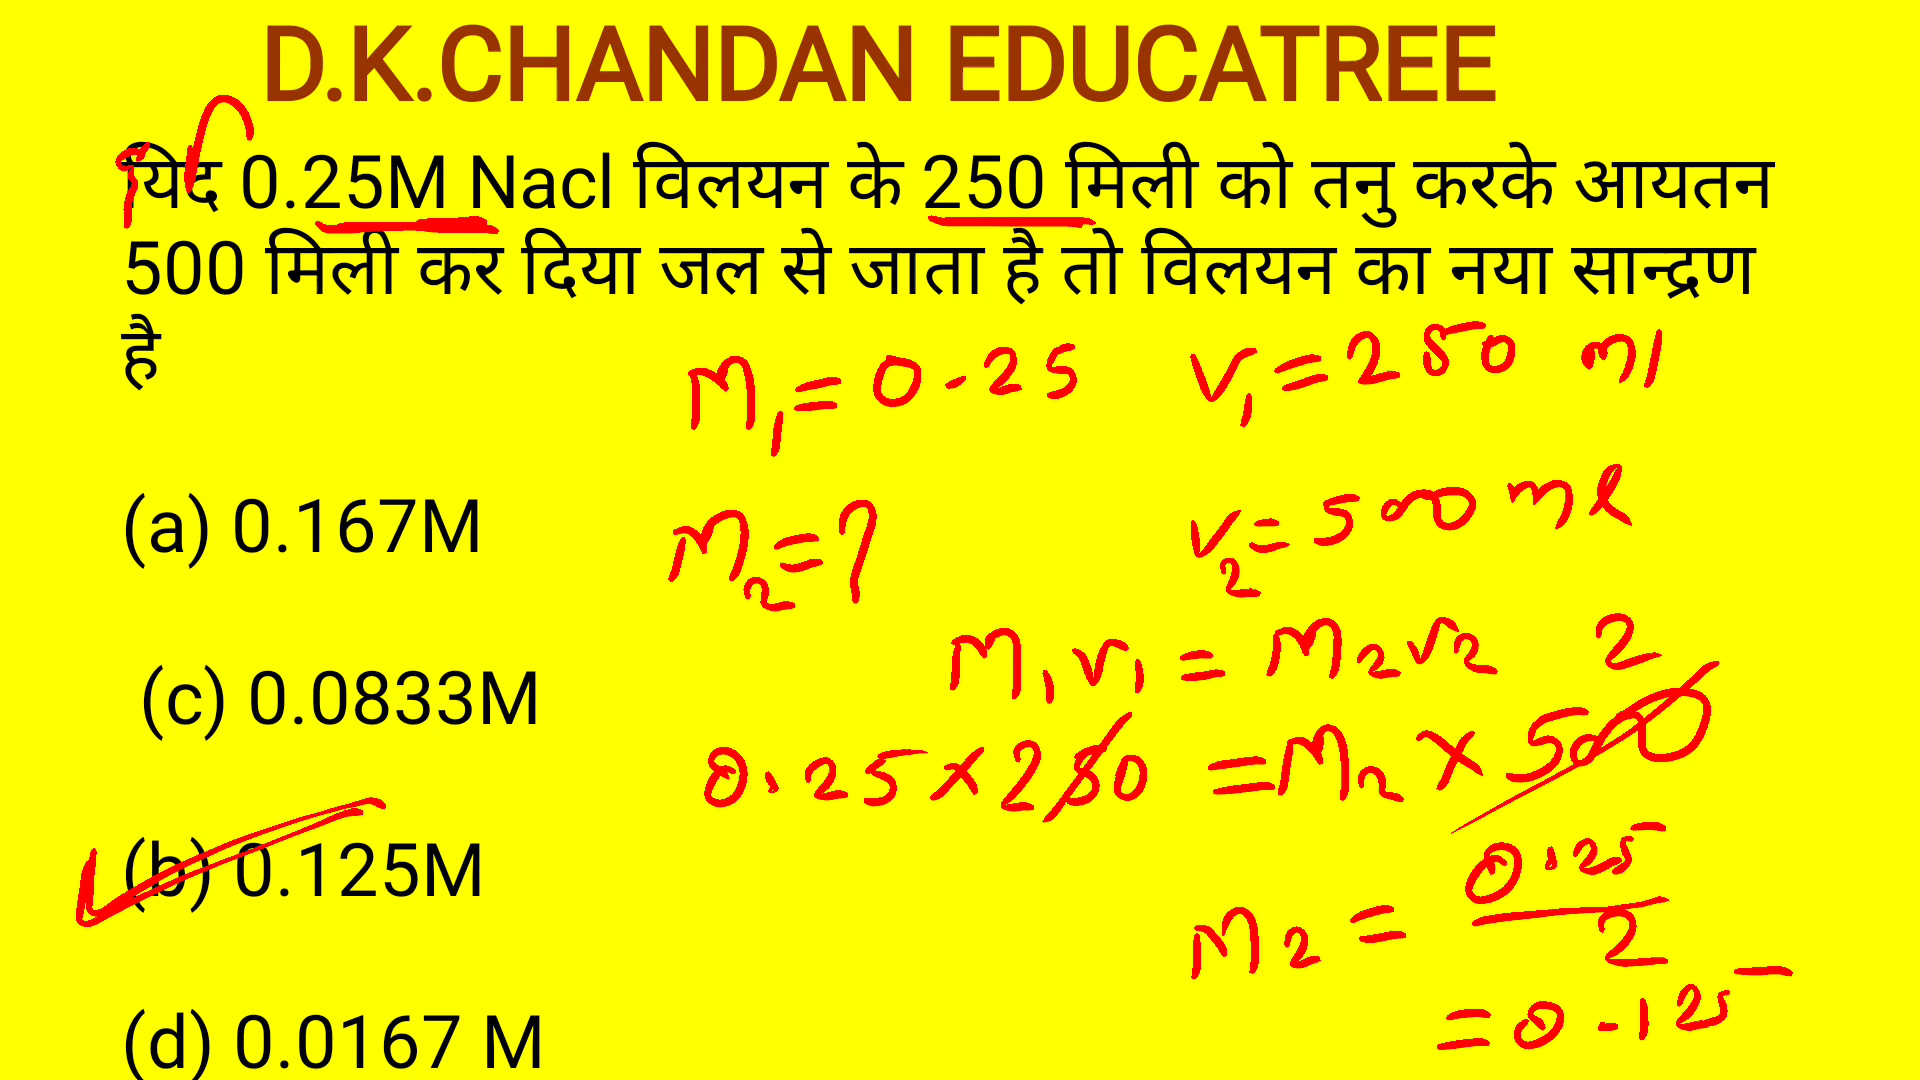 D.K.CHANDAN EDUCATREE
यिद 0.25M Nacl विलयन के 250 मिली को तनु करके आयतन
500 मिली कर दिया जल से जाता है तो विलयन का नया सान्द्रण
है
M₁ = 0.25 V₁ = 250 ml
(a) 0.167M
M₂ = ? V₂ = 500 ml
M₁V₁ = M₂V₂
(c) 0.0833M
2
0.25 × 250 = M₂ × 500
(b) 0.125M
M₂ = 0.25
2
(d) 0.0167 M
= 0.125